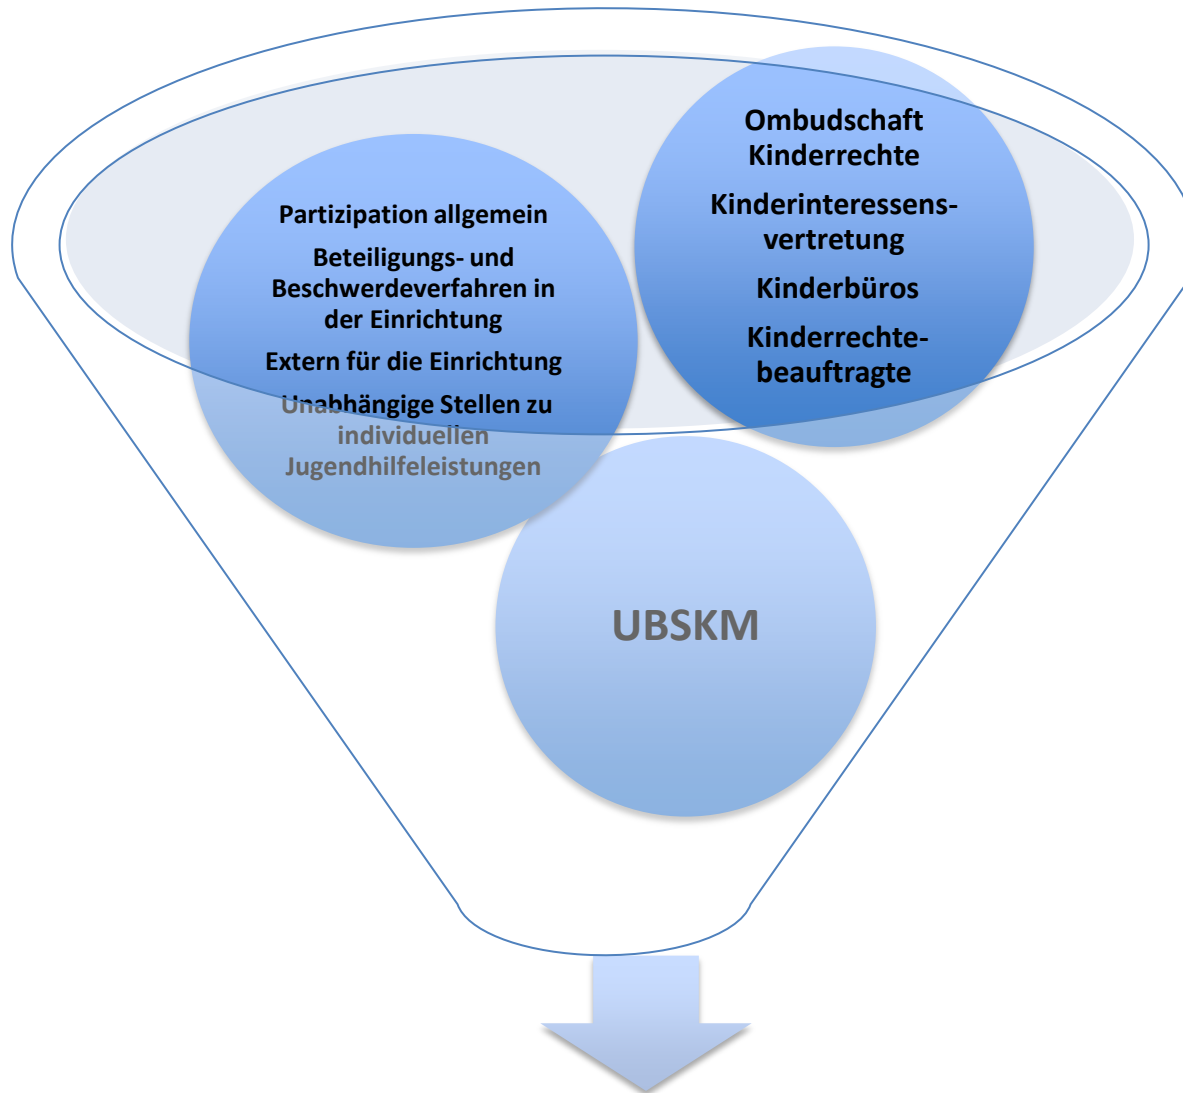 Partizipation allgemein
Beteiligungs- und
Beschwerdeverfahren in
der Einrichtung
Extern für die Einrichtung
Unabhängige Stellen zu
individuellen
Jugendhilfeleistungen
Ombudschaft
Kinderrechte
Kinderinteressens-
vertretung
Kinderbüros
Kinderrechte-
beauftragte
UBSKM